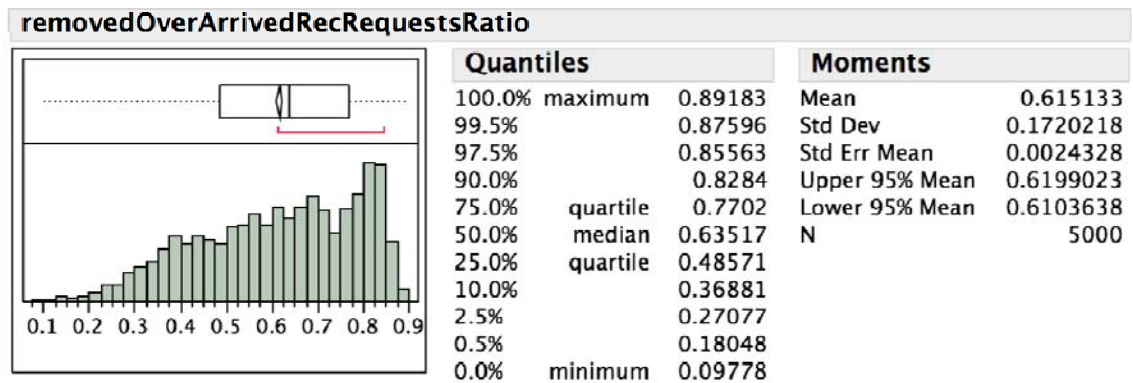 removedOverArrivedRecRequestsRatio
0.1 0.2 0.3 0.4 0.5 0.6 0.7 0.8 0.9
Quantiles
100.0% maximum 0.89183
99.5% 0.87596
97.5% 0.85563
90.0% 0.8284
75.0% quartile 0.7702
50.0% median 0.63517
25.0% quartile 0.48571
10.0% 0.36881
2.5% 0.27077
0.5% 0.18048
0.0% minimum 0.09778
Moments
Mean 0.615133
Std Dev 0.1720218
Std Err Mean 0.0024328
Upper 95% Mean 0.6199023
Lower 95% Mean 0.6103638
N 5000